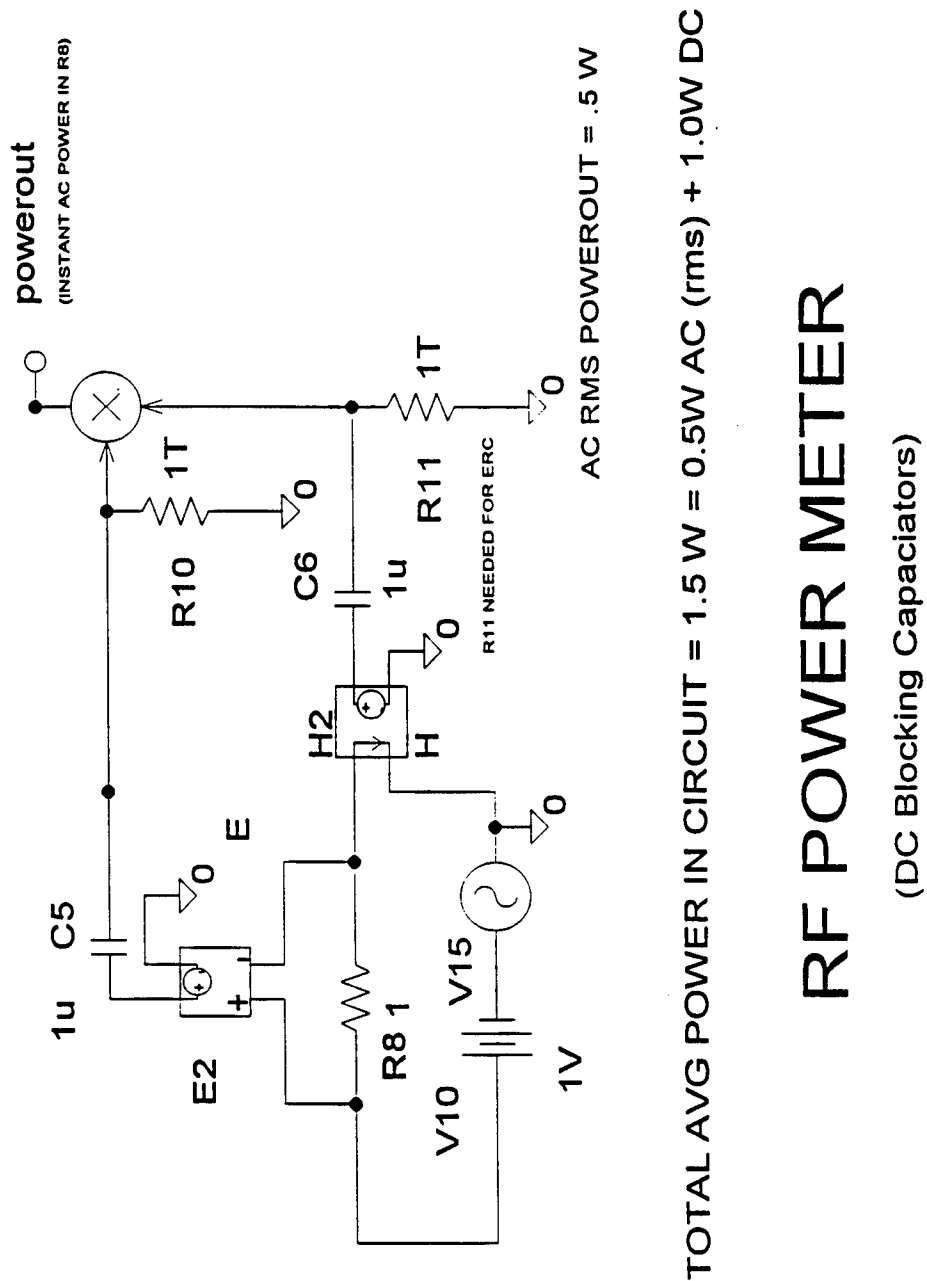 powerout
(INSTANT AC POWER IN R8)
1u
C5
E2
+
-
+
-
0
E
R10
1T
0
R8
1
H2
H
+
-
0
C6
1u
R11
1T
0
R11 NEEDED FOR ERC
V10
1V
V15
0
AC RMS POWEROUT = .5 W
TOTAL AVG POWER IN CIRCUIT = 1.5 W = 0.5W AC (rms) + 1.0W DC
RF POWER METER
(DC Blocking Capaciators)